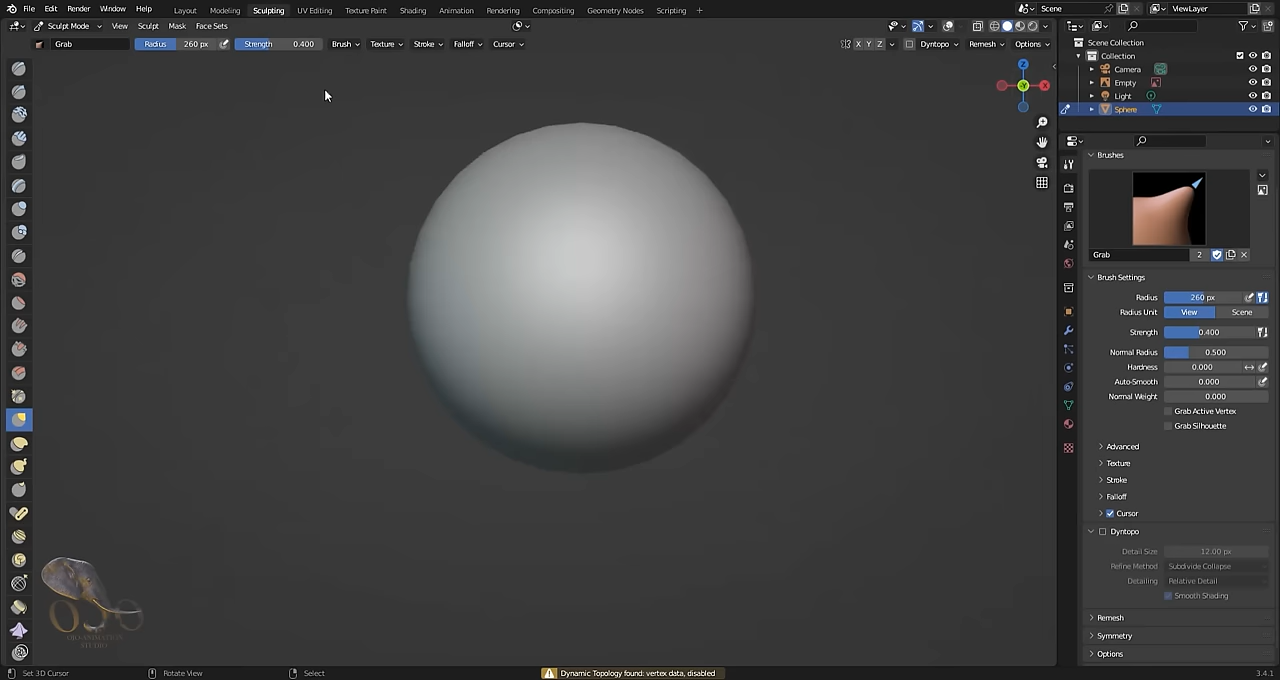 File Edit Render Window Help Layout Modeling Sculpting UV Editing Texture Paint Shading Animation Rendering Compositing Geometry Nodes Scripting + Scene ViewLayer
Sculpt Mode View Sculpt Mask Face Sets
Grab Radius 260 px Strength 0.400 Brush Texture Stroke Falloff Cursor X Y Z Dyntopo Remesh Options
Scene Collection
Collection
Camera
Empty
Light
Sphere
Z
Y
X
Brushes
Grab 2
Brush Settings
Radius 260 px
Radius Unit View Scene
Strength 0.400
Normal Radius 0.500
Hardness 0.000
Auto-Smooth 0.000
Normal Weight 0.000
Grab Active Vertex
Grab Silhouette
Advanced
Texture
Stroke
Falloff
Cursor
Dyntopo
Detail Size 12.00 px
Refine Method Subdivide Collapse
Detailing Relative Detail
Smooth Shading
Remesh
Symmetry
Options
OJO
OJO ANIMATION
STUDIO
Set 3D Cursor Rotate View Select Dynamic Topology found: vertex data, disabled 3.4.1